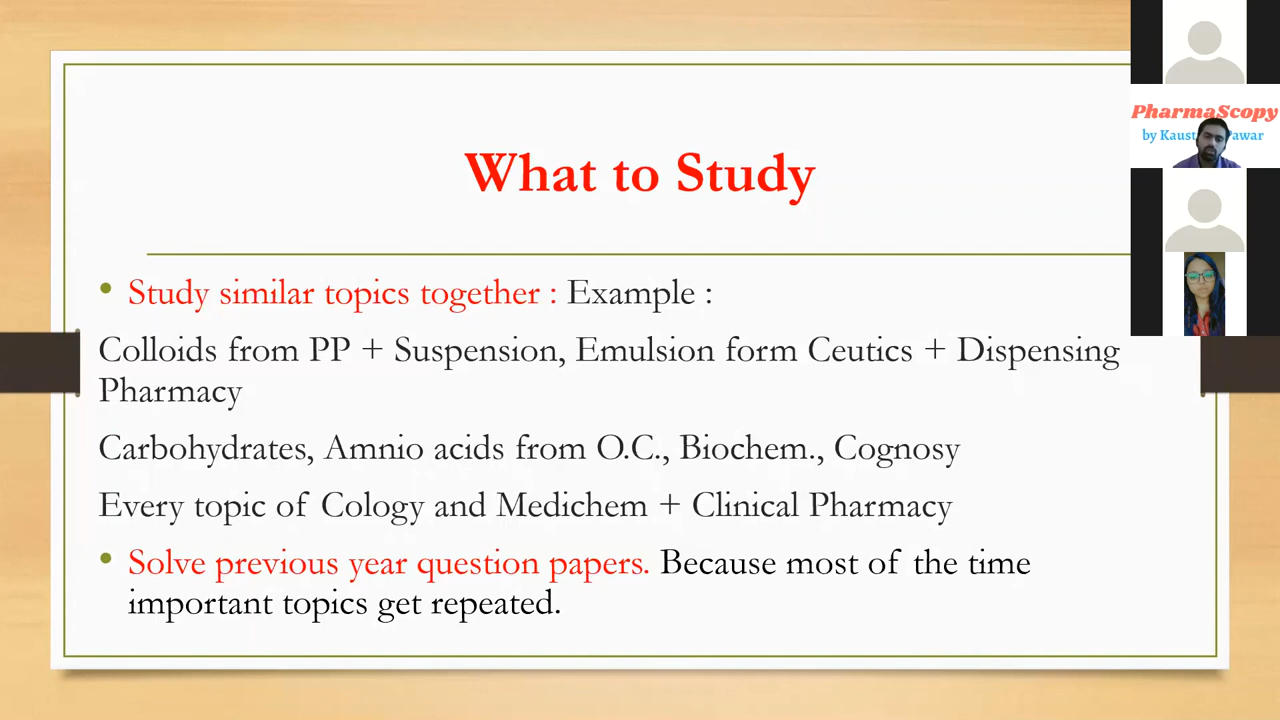 What to Study
• Study similar topics together : Example :
Colloids from PP + Suspension, Emulsion form Ceutics + Dispensing
Pharmacy
Carbohydrates, Amnio acids from O.C., Biochem., Cognosy
Every topic of Cology and Medichem + Clinical Pharmacy
• Solve previous year question papers. Because most of the time
important topics get repeated.
PharmaScopy
by